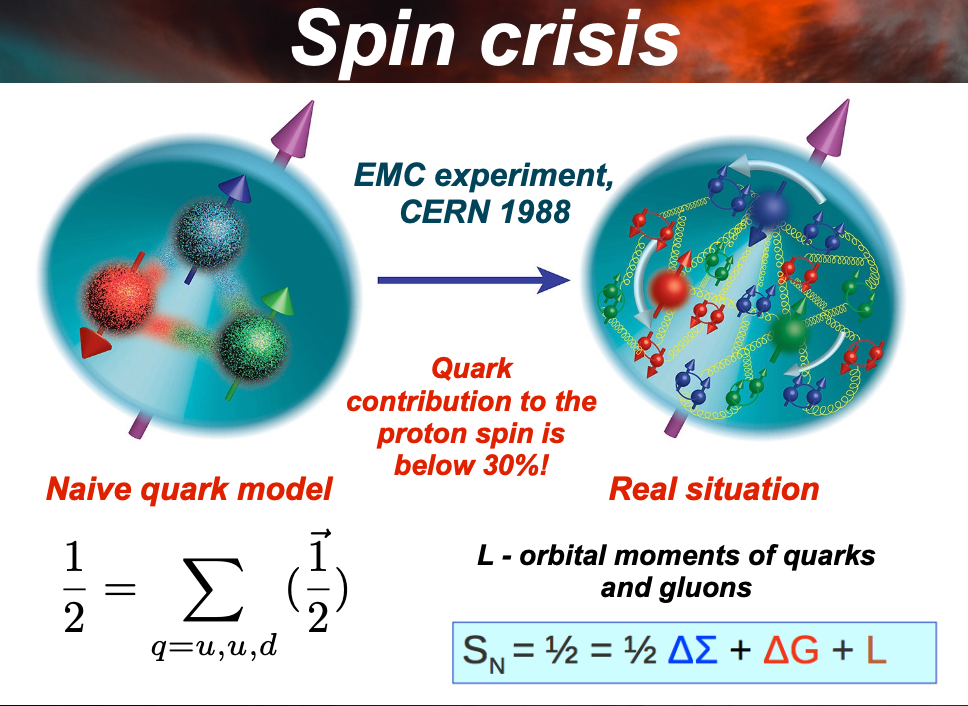 Spin crisis
EMC experiment,
CERN 1988
Quark
contribution to the
proton spin is
below 30%!
Naive quark model
Real situation
1/2 = ∑ q=u,u,d (1⃗/2)
L - orbital moments of quarks
and gluons
S_N = ½ = ½ ΔΣ + ΔG + L